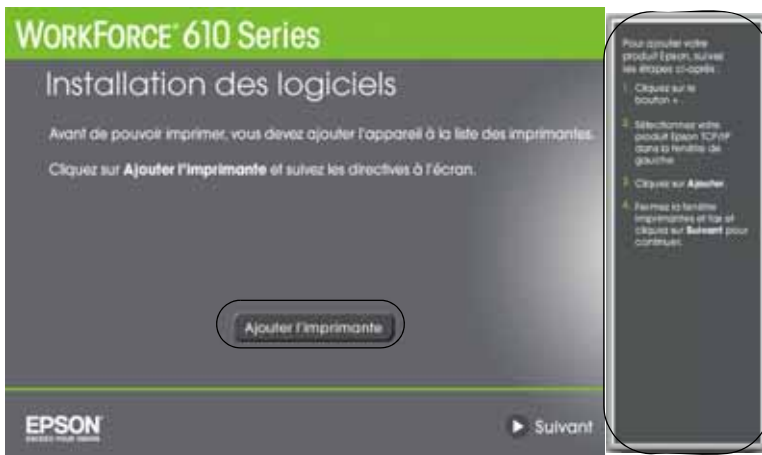 WORKFORCE 610 Series
Installation des logiciels
Avant de pouvoir imprimer, vous devez ajouter l'appareil à la liste des imprimantes.
Cliquez sur Ajouter l'imprimante et suivez les directives à l'écran.
Ajouter l'imprimante
EPSON
EXCEED YOUR VISION
Suivant
Pour ajouter votre
produit Epson, suivez
les étapes ci-après :
1. Cliquez sur le
bouton +.
2. Sélectionnez votre
produit Epson TCP/IP
dans la fenêtre de
gauche.
3. Cliquez sur Ajouter.
4. Fermez la fenêtre
Imprimantes et fax et
cliquez sur Suivant pour
continuer.